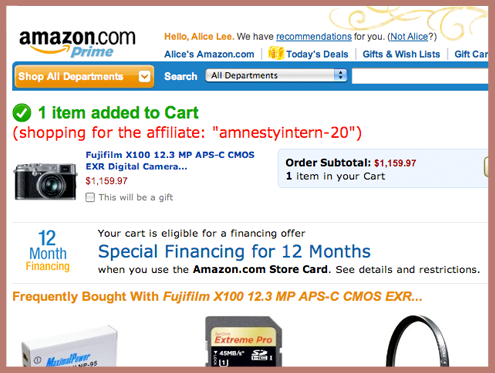 amazon.com
Prime
Hello, Alice Lee. We have recommendations for you. (Not Alice?)
Alice's Amazon.com | Today's Deals | Gifts & Wish Lists | Gift Car
Shop All Departments
Search
All Departments
1 item added to Cart
(shopping for the affiliate: "amnestyintern-20")
Fujifilm X100 12.3 MP APS-C CMOS
EXR Digital Camera...
$1,159.97
This will be a gift
Order Subtotal: $1,159.97
1 item in your Cart
12
Month
Financing
Your cart is eligible for a financing offer
Special Financing for 12 Months
when you use the Amazon.com Store Card. See details and restrictions.
Frequently Bought With Fujifilm X100 12.3 MP APS-C CMOS EXR...
MaximalPower
NP-95
SanDisk
Extreme Pro
45MB/s